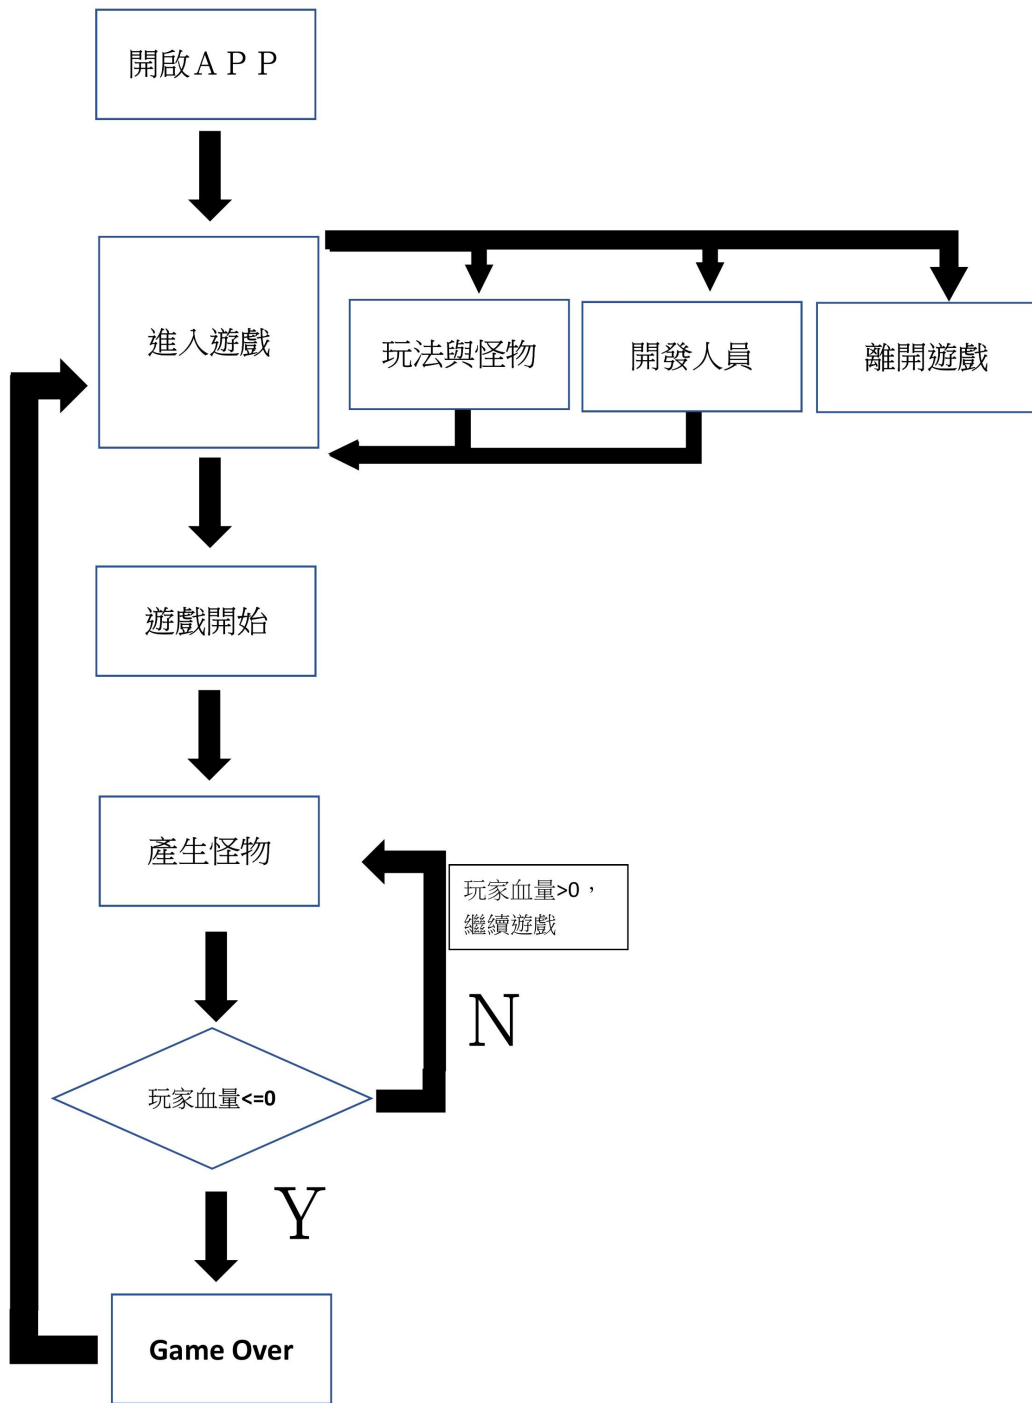 開啟ＡＰＰ
進入遊戲
玩法與怪物
開發人員
離開遊戲
遊戲開始
產生怪物
玩家血量>0，
繼續遊戲
N
玩家血量<=0
Y
Game Over